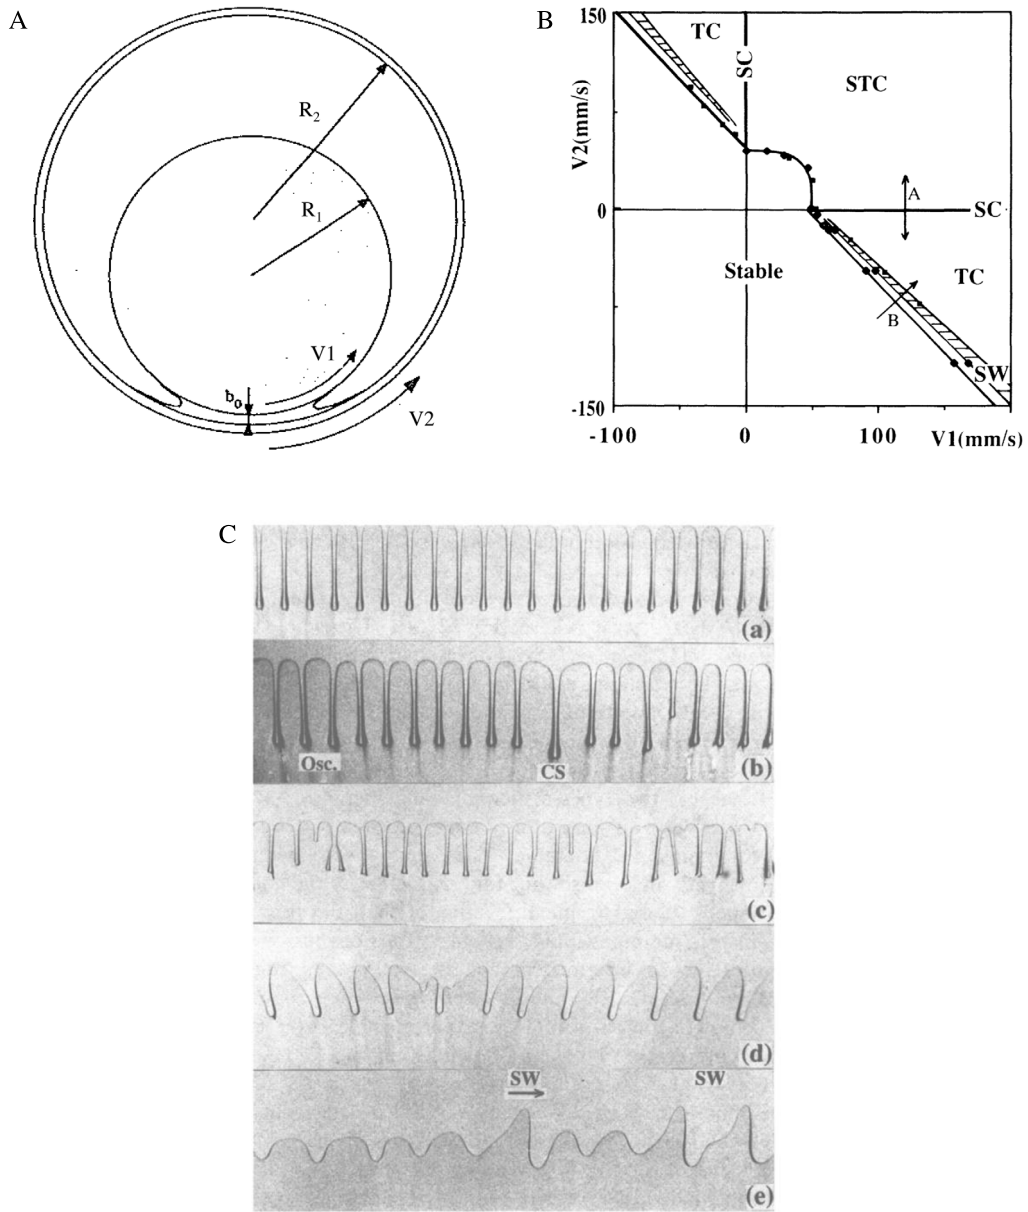 A
R₂
R₁
V1
b₀
V2
B
150
V2(mm/s)
0
-150
-100
0
100
V1(mm/s)
TC
SC
STC
A
SC
Stable
TC
B
SW
C
(a)
Osc.
CS
(b)
(c)
(d)
SW
SW
(e)